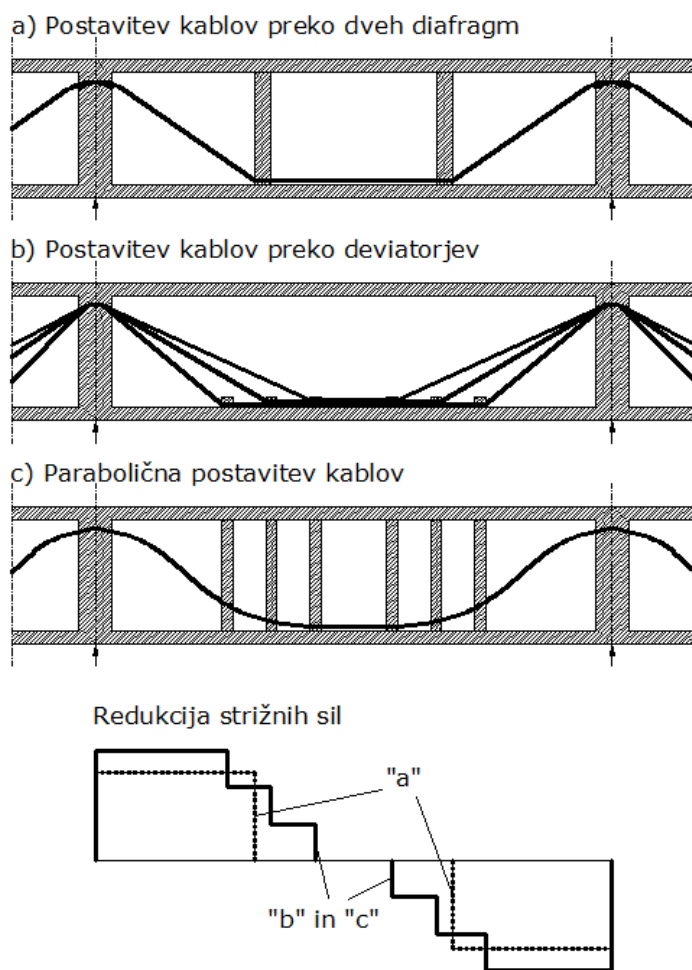 a) Postavitev kablov preko dveh diafragm
b) Postavitev kablov preko deviatorjev
c) Parabolična postavitev kablov
Redukcija strižnih sil
"a"
"b" in "c"